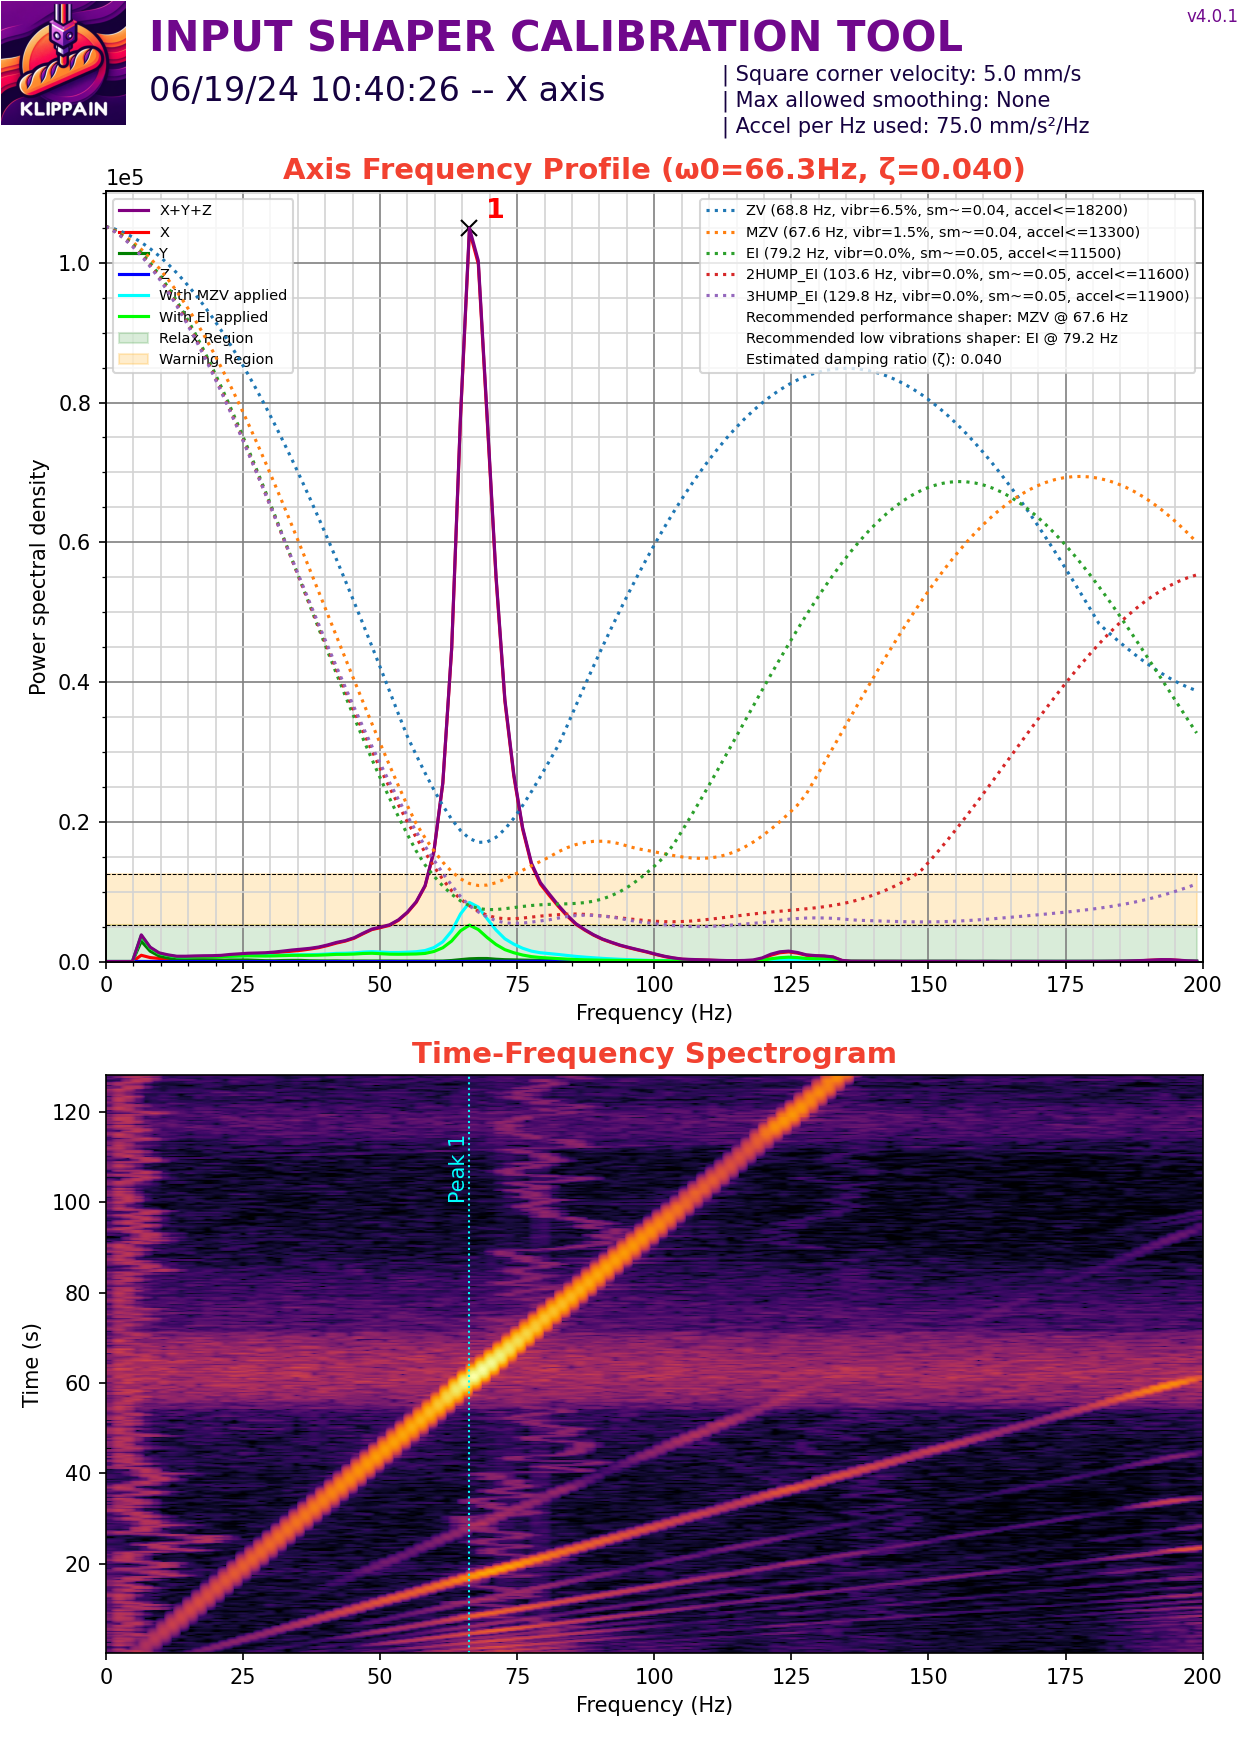 v4.0.1
INPUT SHAPER CALIBRATION TOOL
06/19/24 10:40:26 -- X axis
| Square corner velocity: 5.0 mm/s
| Max allowed smoothing: None
| Accel per Hz used: 75.0 mm/s²/Hz
KLIPPAIN
Axis Frequency Profile (ω0=66.3Hz, ζ=0.040)
1e5
1
X+Y+Z
X
Y
Z
With MZV applied
With EI applied
Relax Region
Warning Region
ZV (68.8 Hz, vibr=6.5%, sm~=0.04, accel<=18200)
MZV (67.6 Hz, vibr=1.5%, sm~=0.04, accel<=13300)
EI (79.2 Hz, vibr=0.0%, sm~=0.05, accel<=11500)
2HUMP_EI (103.6 Hz, vibr=0.0%, sm~=0.05, accel<=11600)
3HUMP_EI (129.8 Hz, vibr=0.0%, sm~=0.05, accel<=11900)
Recommended performance shaper: MZV @ 67.6 Hz
Recommended low vibrations shaper: EI @ 79.2 Hz
Estimated damping ratio (ζ): 0.040
Power spectral density
1.0
0.8
0.6
0.4
0.2
0.0
0 25 50 75 100 125 150 175 200
Frequency (Hz)
Time-Frequency Spectrogram
Time (s)
120
100
80
60
40
20
Peak 1
0 25 50 75 100 125 150 175 200
Frequency (Hz)